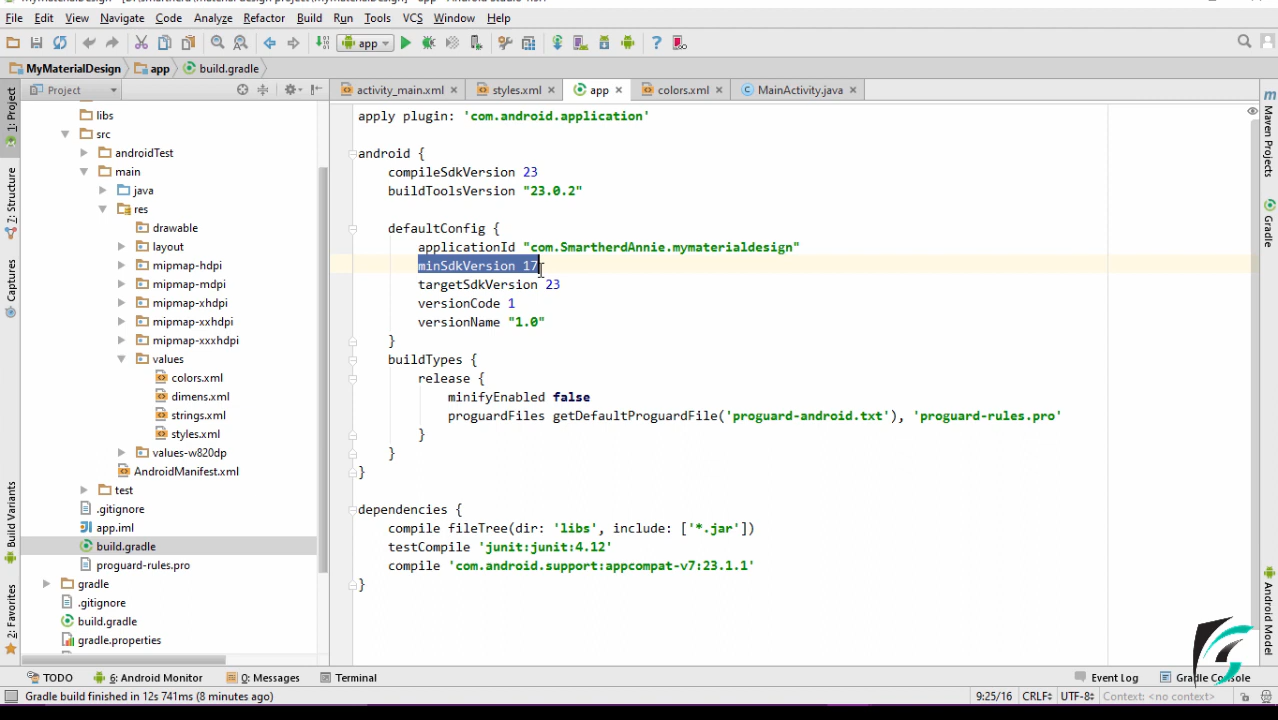 File Edit View Navigate Code Analyze Refactor Build Run Tools VCS Window Help
app
MyMaterialDesign app build.gradle
Project
activity_main.xml styles.xml app colors.xml MainActivity.java
1: Project
7: Structure
Captures
Build Variants
2: Favorites
libs
src
androidTest
main
java
res
drawable
layout
mipmap-hdpi
mipmap-mdpi
mipmap-xhdpi
mipmap-xxhdpi
mipmap-xxxhdpi
values
colors.xml
dimens.xml
strings.xml
styles.xml
values-w820dp
AndroidManifest.xml
test
.gitignore
app.iml
build.gradle
proguard-rules.pro
gradle
.gitignore
build.gradle
gradle.properties
apply plugin: 'com.android.application'
android {
compileSdkVersion 23
buildToolsVersion "23.0.2"
defaultConfig {
applicationId "com.SmartherdAnnie.mymaterialdesign"
minSdkVersion 17
targetSdkVersion 23
versionCode 1
versionName "1.0"
}
buildTypes {
release {
minifyEnabled false
proguardFiles getDefaultProguardFile('proguard-android.txt'), 'proguard-rules.pro'
}
}
}
dependencies {
compile fileTree(dir: 'libs', include: ['*.jar'])
testCompile 'junit:junit:4.12'
compile 'com.android.support:appcompat-v7:23.1.1'
}
m
Maven Projects
Gradle
Android Model
TODO 6: Android Monitor 0: Messages Terminal Event Log Gradle Console
Gradle build finished in 12s 741ms (8 minutes ago) 9:25/16 CRLF UTF-8 Context: <no context>